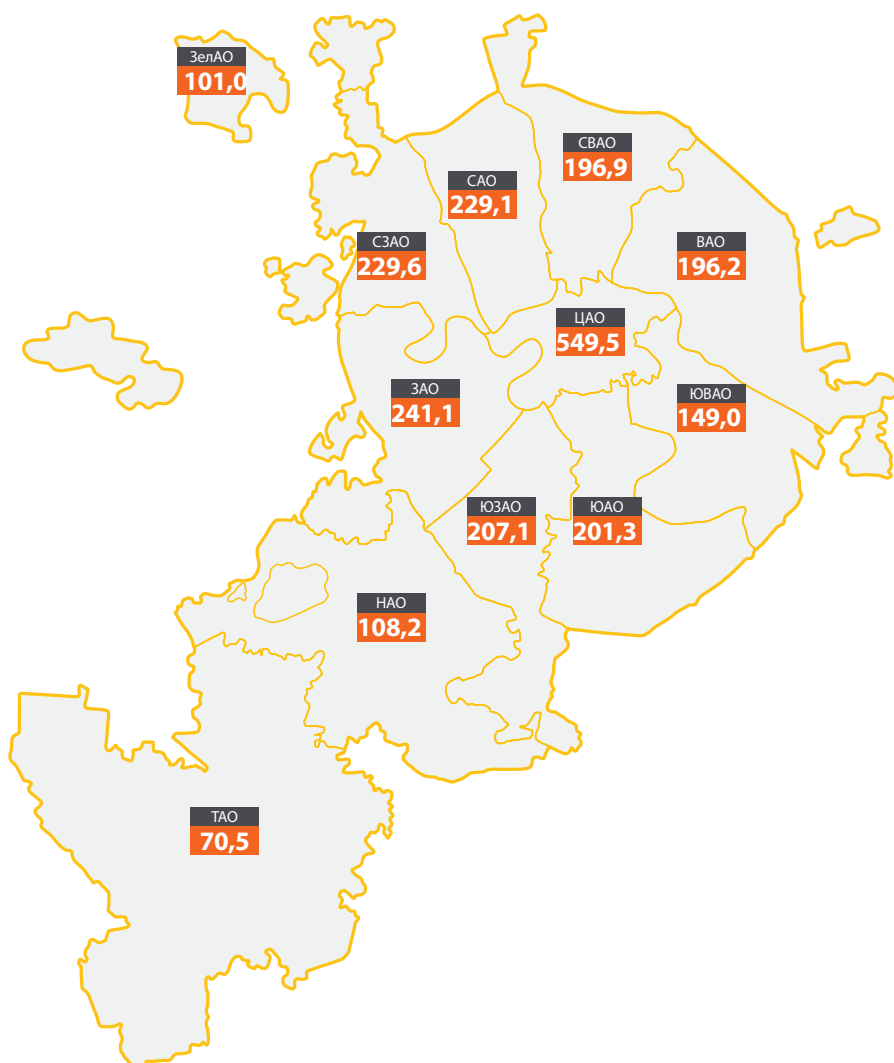 ЗелАО
101,0
СВАО
196,9
САО
229,1
СЗАО
229,6
ВАО
196,2
ЦАО
549,5
ЗАО
241,1
ЮВАО
149,0
ЮЗАО
207,1
ЮАО
201,3
НАО
108,2
ТАО
70,5